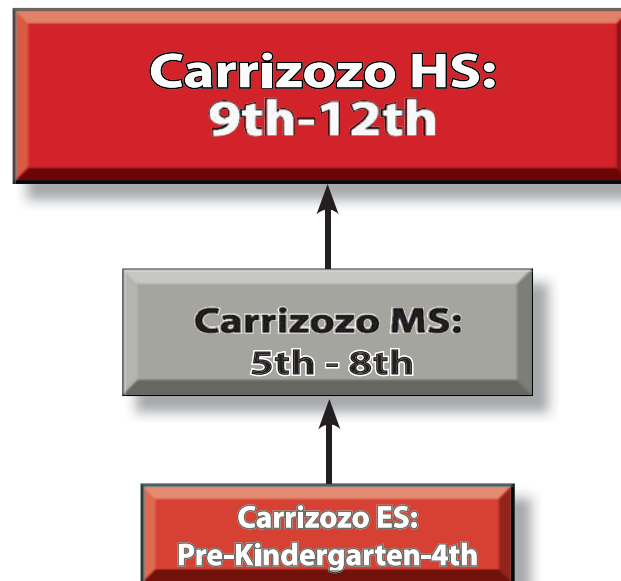 Carrizozo HS:
9th-12th
Carrizozo MS:
5th - 8th
Carrizozo ES:
Pre-Kindergarten-4th